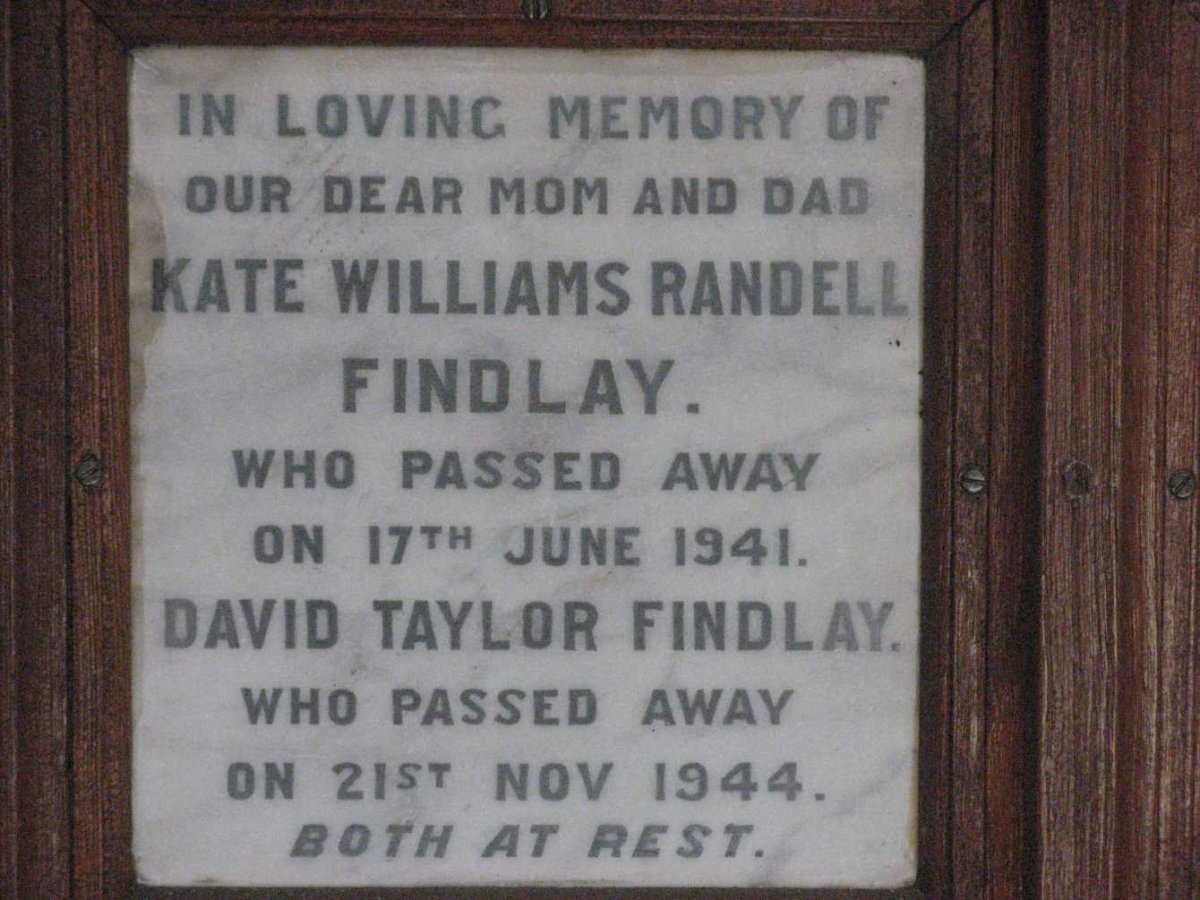 IN LOVING MEMORY OF
OUR DEAR MOM AND DAD
KATE WILLIAMS RANDELL
FINDLAY.
WHO PASSED AWAY
ON 17TH JUNE 1941.
DAVID TAYLOR FINDLAY.
WHO PASSED AWAY
ON 21ST NOV 1944.
BOTH AT REST.